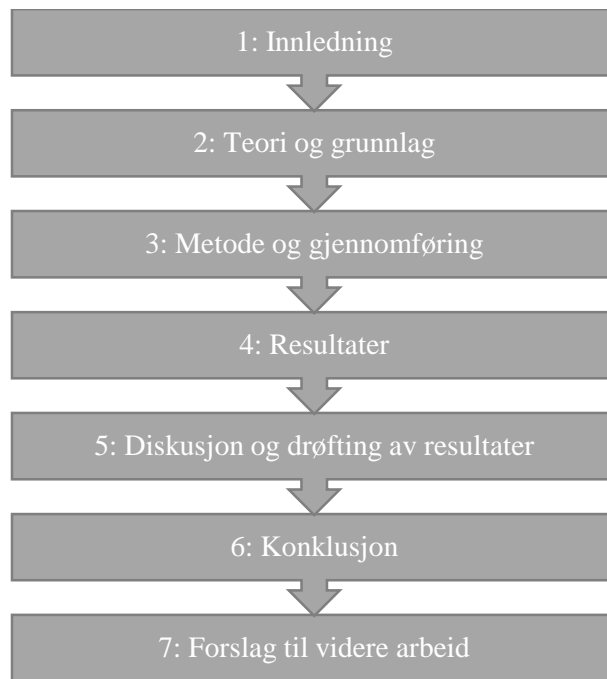 1: Innledning
2: Teori og grunnlag
3: Metode og gjennomføring
4: Resultater
5: Diskusjon og drøfting av resultater
6: Konklusjon
7: Forslag til videre arbeid